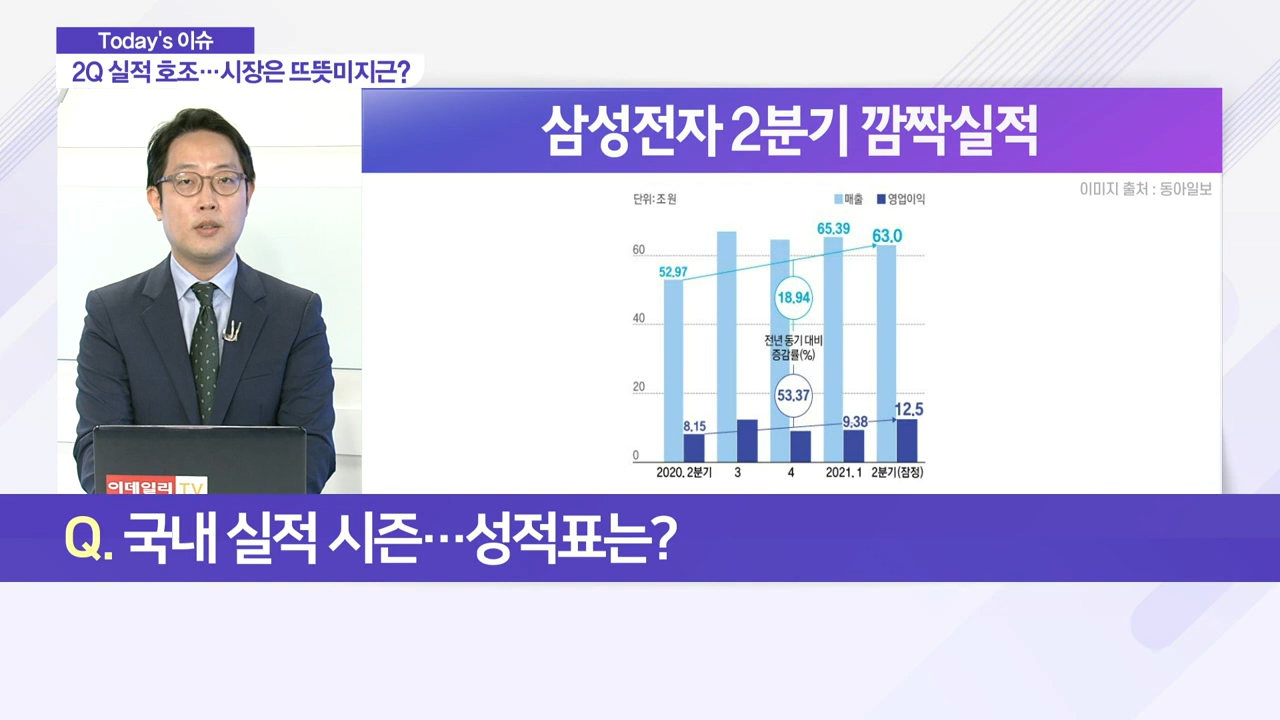 Today's 이슈
2Q 실적 호조…시장은 뜨뜻미지근?
삼성전자 2분기 깜짝실적
이미지 출처 : 동아일보
단위:조 원
매출 영업이익
60
40
20
0
52.97
65.39
63.0
18.94
전년 동기 대비
증감률(%)
53.37
8.15
9.38
12.5
2020. 2분기 3 4 2021. 1 2분기(잠정)
이데일리 TV
Q. 국내 실적 시즌…성적표는?